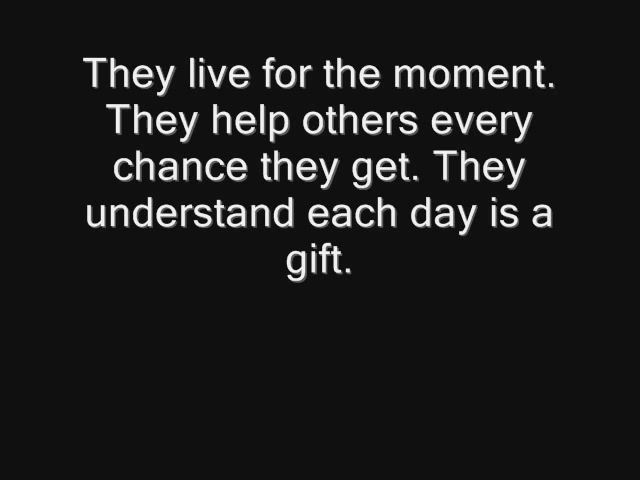 They live for the moment.
They help others every
chance they get. They
understand each day is a
gift.